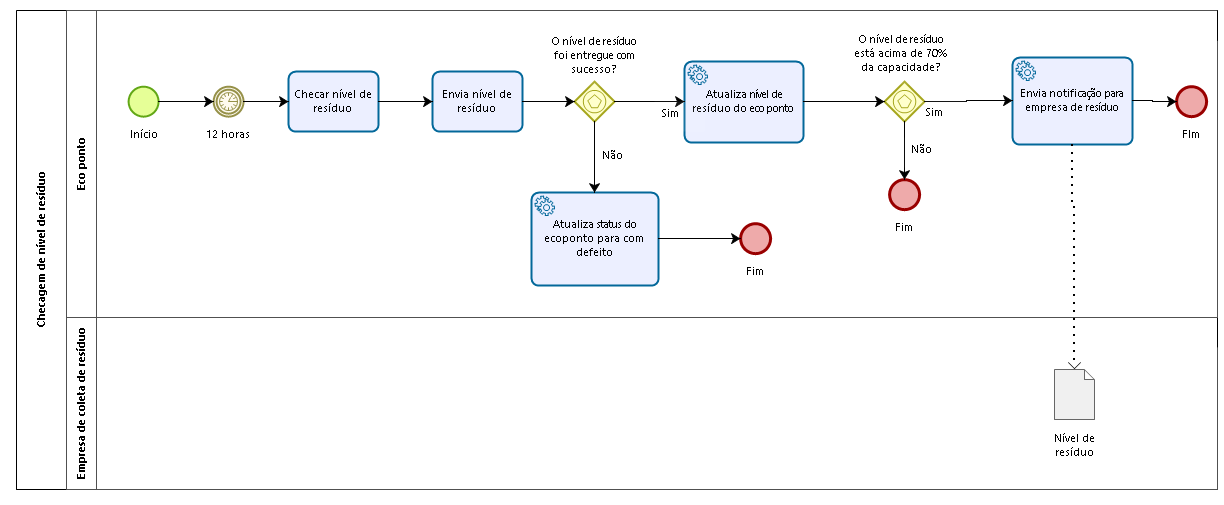 Checagem de nível de resíduo
Eco ponto
Início
12 horas
Checar nível de
resíduo
Envia nível de
resíduo
O nível de resíduo
foi entregue com
sucesso?
Sim
Não
Atualiza status do
ecoponto para com
defeito
Fim
Atualiza nível de
resíduo do eco ponto
O nível de resíduo
está acima de 70%
da capacidade?
Sim
Não
Fim
Envia notificação para
empresa de resíduo
FIm
Empresa de coleta de resíduo
Nível de
resíduo